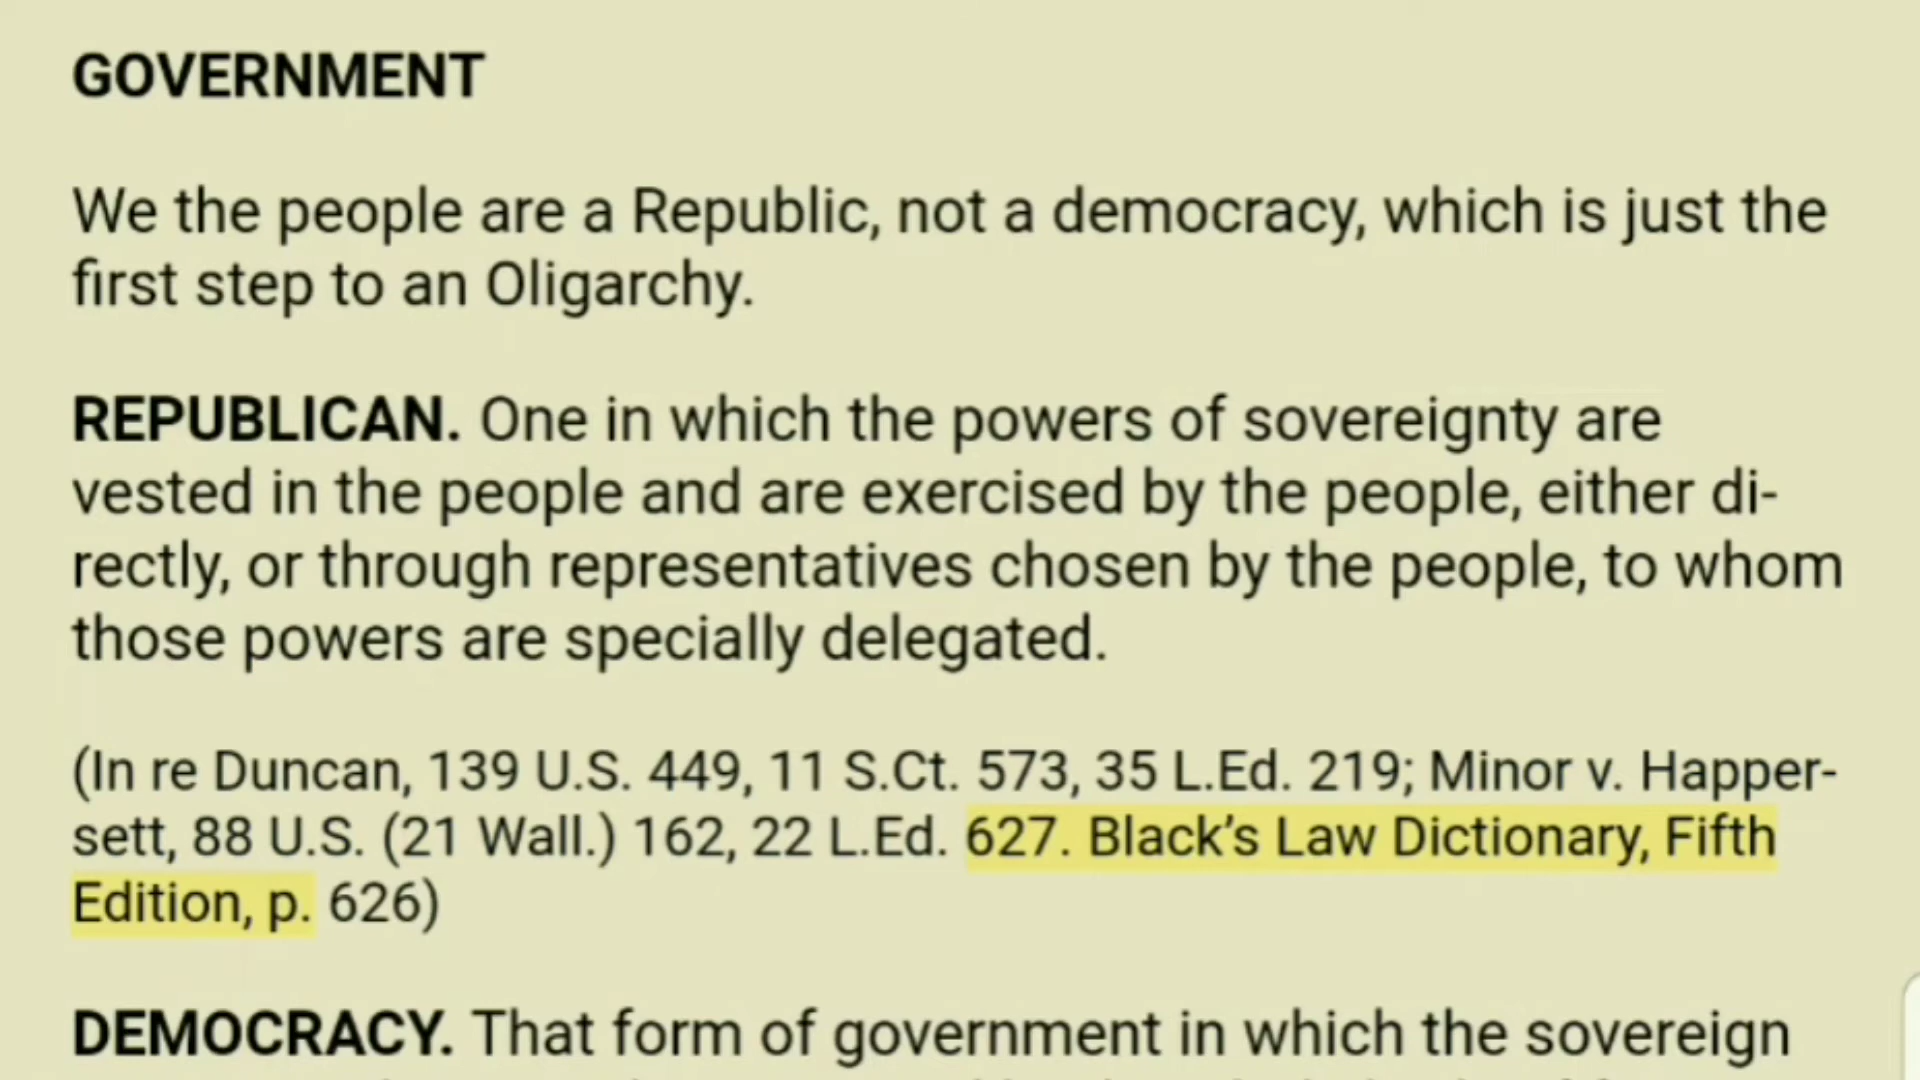 GOVERNMENT
We the people are a Republic, not a democracy, which is just the
first step to an Oligarchy.
REPUBLICAN. One in which the powers of sovereignty are
vested in the people and are exercised by the people, either di-
rectly, or through representatives chosen by the people, to whom
those powers are specially delegated.
(In re Duncan, 139 U.S. 449, 11 S.Ct. 573, 35 L.Ed. 219; Minor v. Happer-
sett, 88 U.S. (21 Wall.) 162, 22 L.Ed. 627. Black’s Law Dictionary, Fifth
Edition, p. 626)
DEMOCRACY. That form of government in which the sovereign